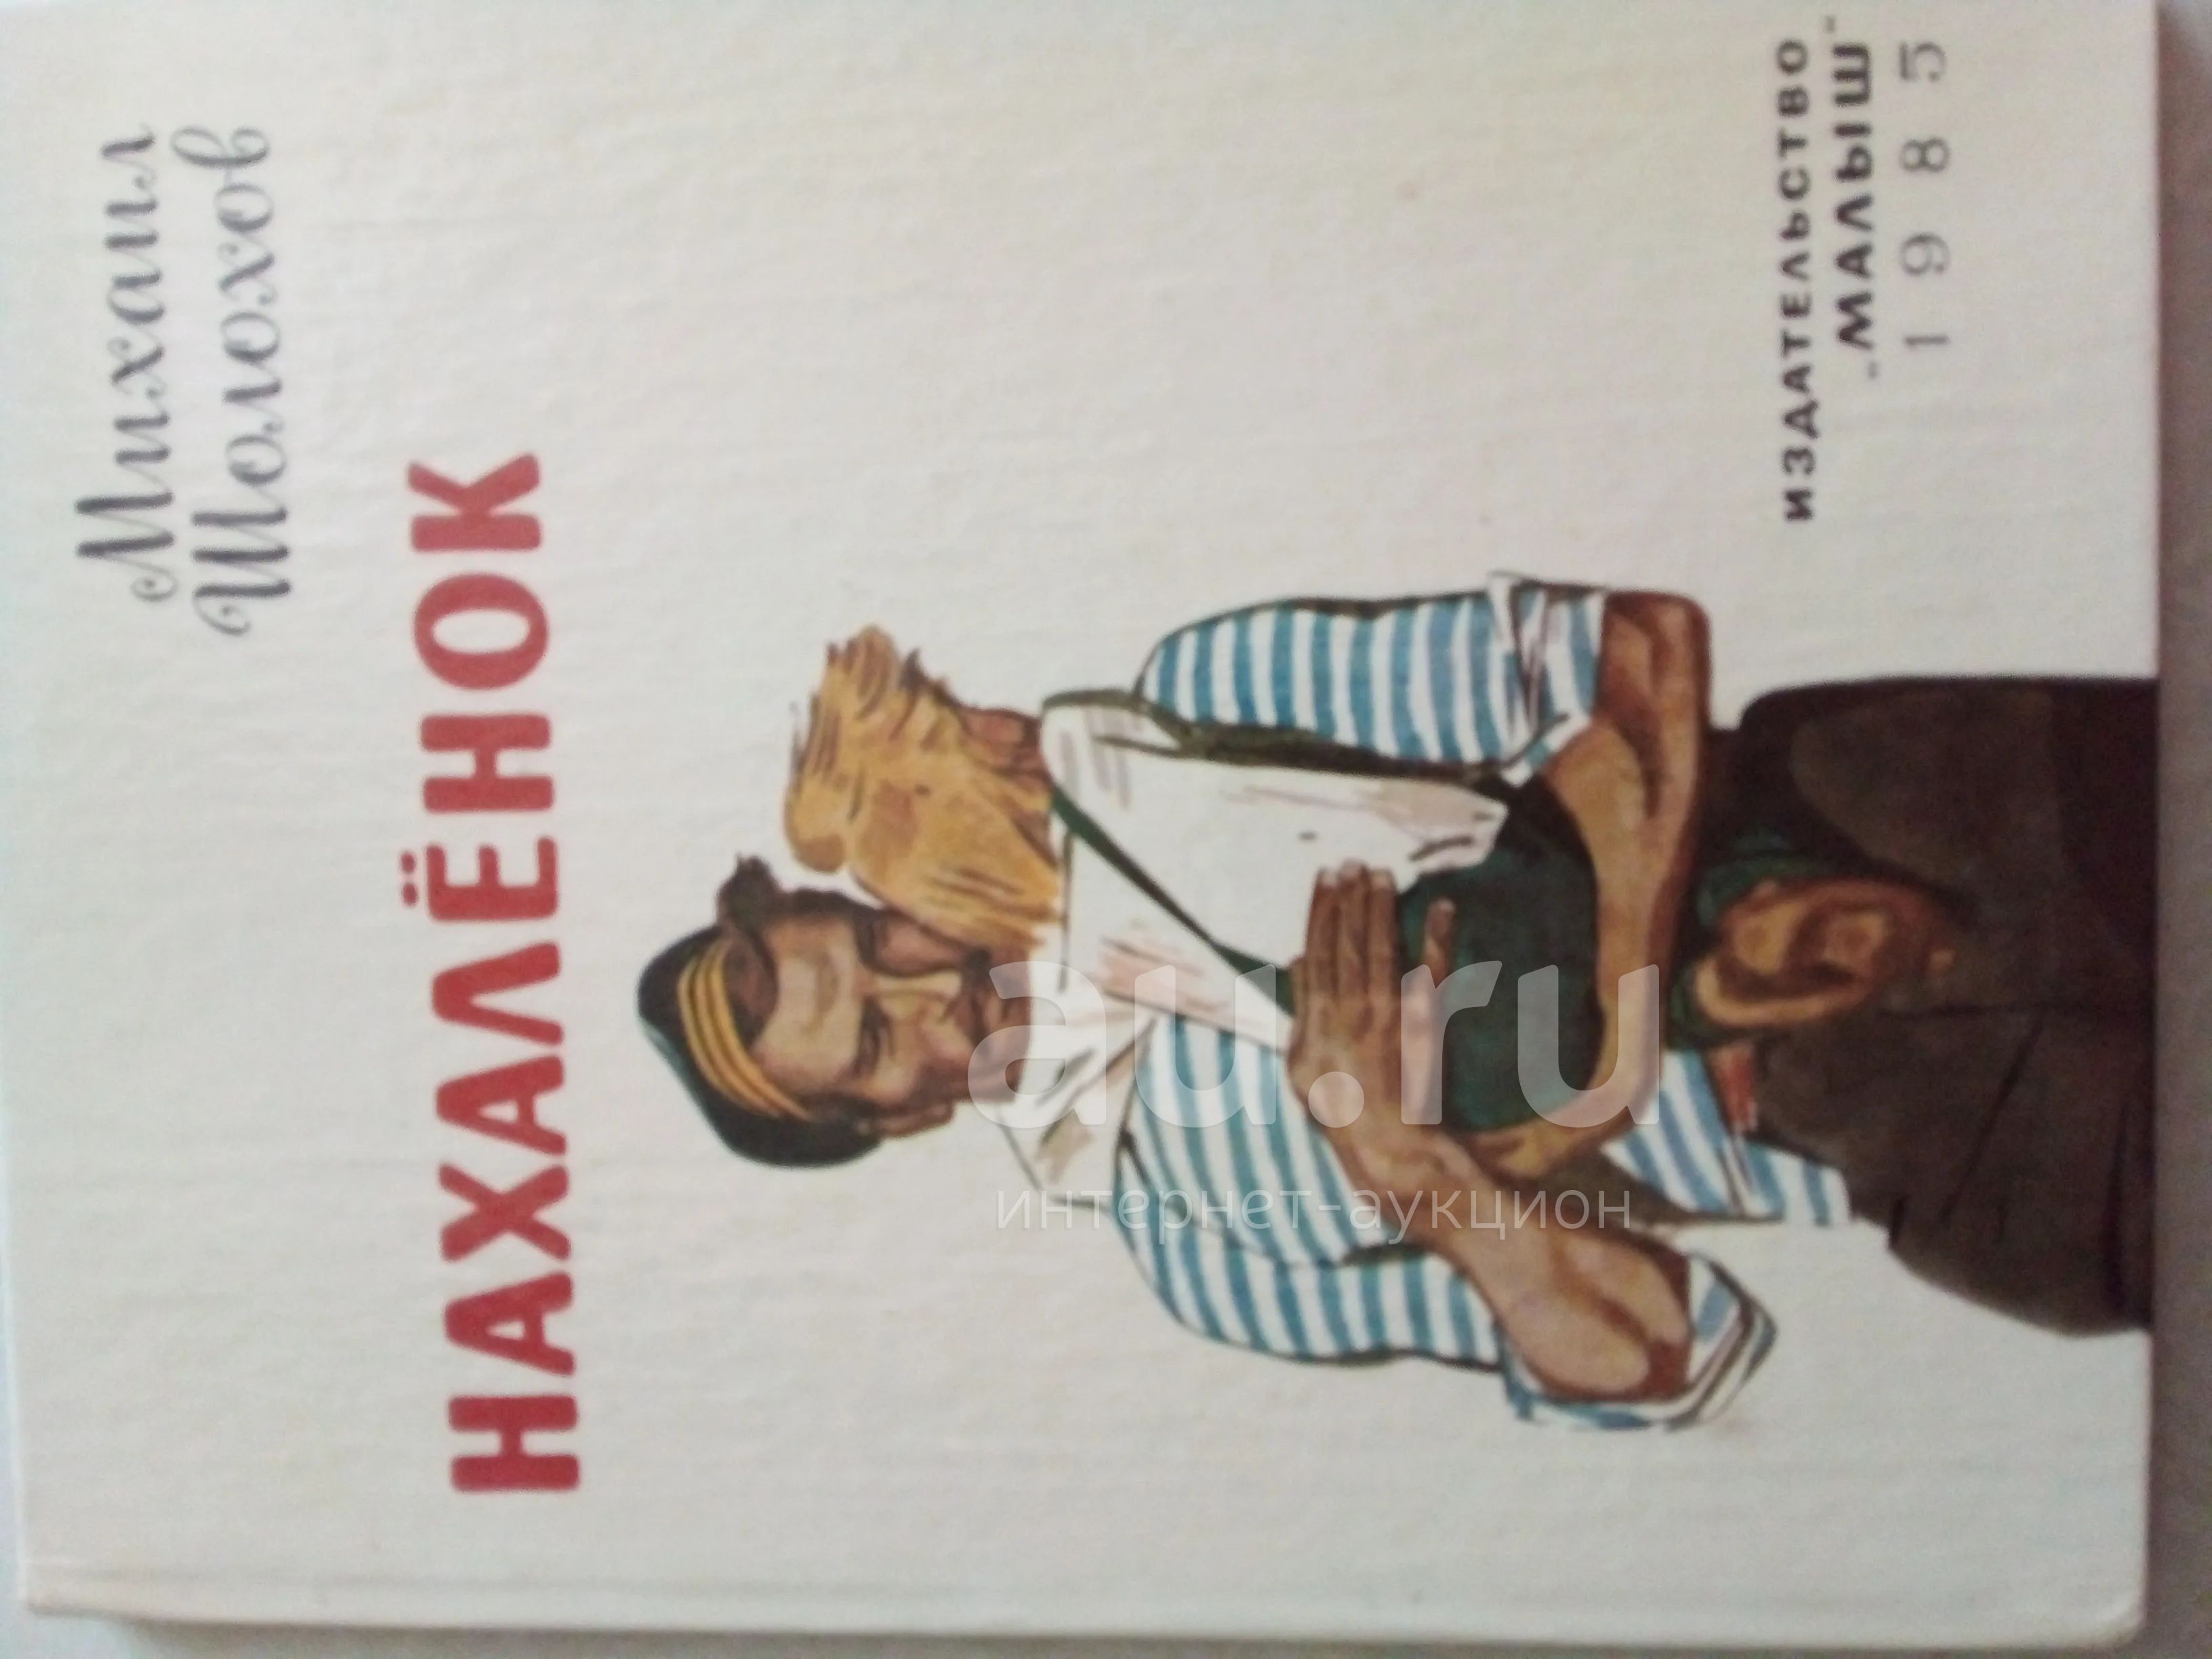 Михаил
Шолохов
НАХАЛЁНОК
ИЗДАТЕЛЬСТВО
„МАЛЫШ"
1985
au.ru
интернет-аукцион